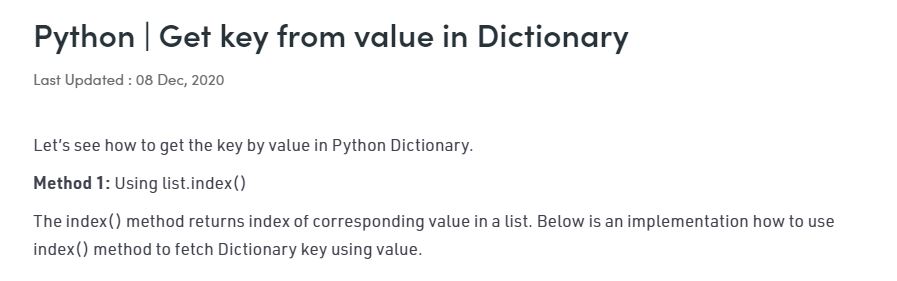 Python | Get key from value in Dictionary
Last Updated : 08 Dec, 2020
Let's see how to get the key by value in Python Dictionary.
Method 1: Using list.index()
The index() method returns index of corresponding value in a list. Below is an implementation how to use
index() method to fetch Dictionary key using value.